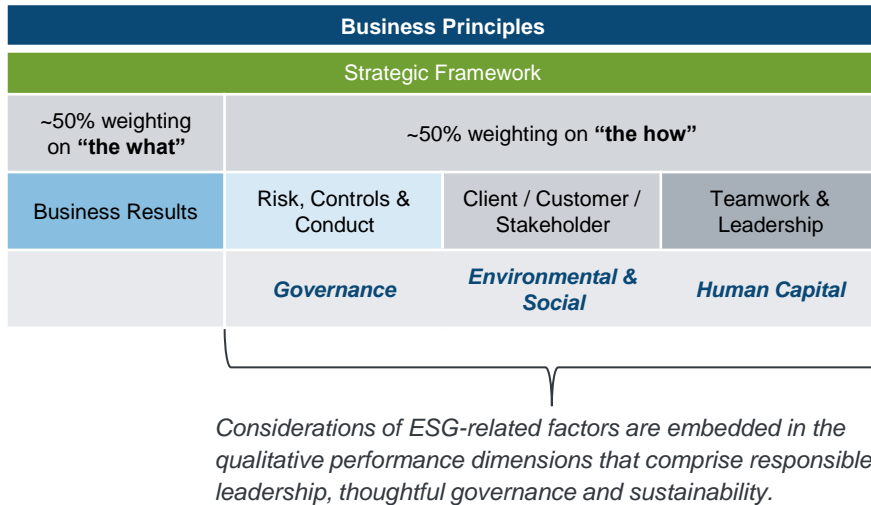 Business Principles
Strategic Framework
~50% weighting
on "the what"
~50% weighting on "the how"
Business Results
Risk, Controls &
Conduct
Client / Customer /
Stakeholder
Teamwork &
Leadership
Governance
Environmental &
Social
Human Capital
Considerations of ESG-related factors are embedded in the
qualitative performance dimensions that comprise responsible
leadership, thoughtful governance and sustainability.